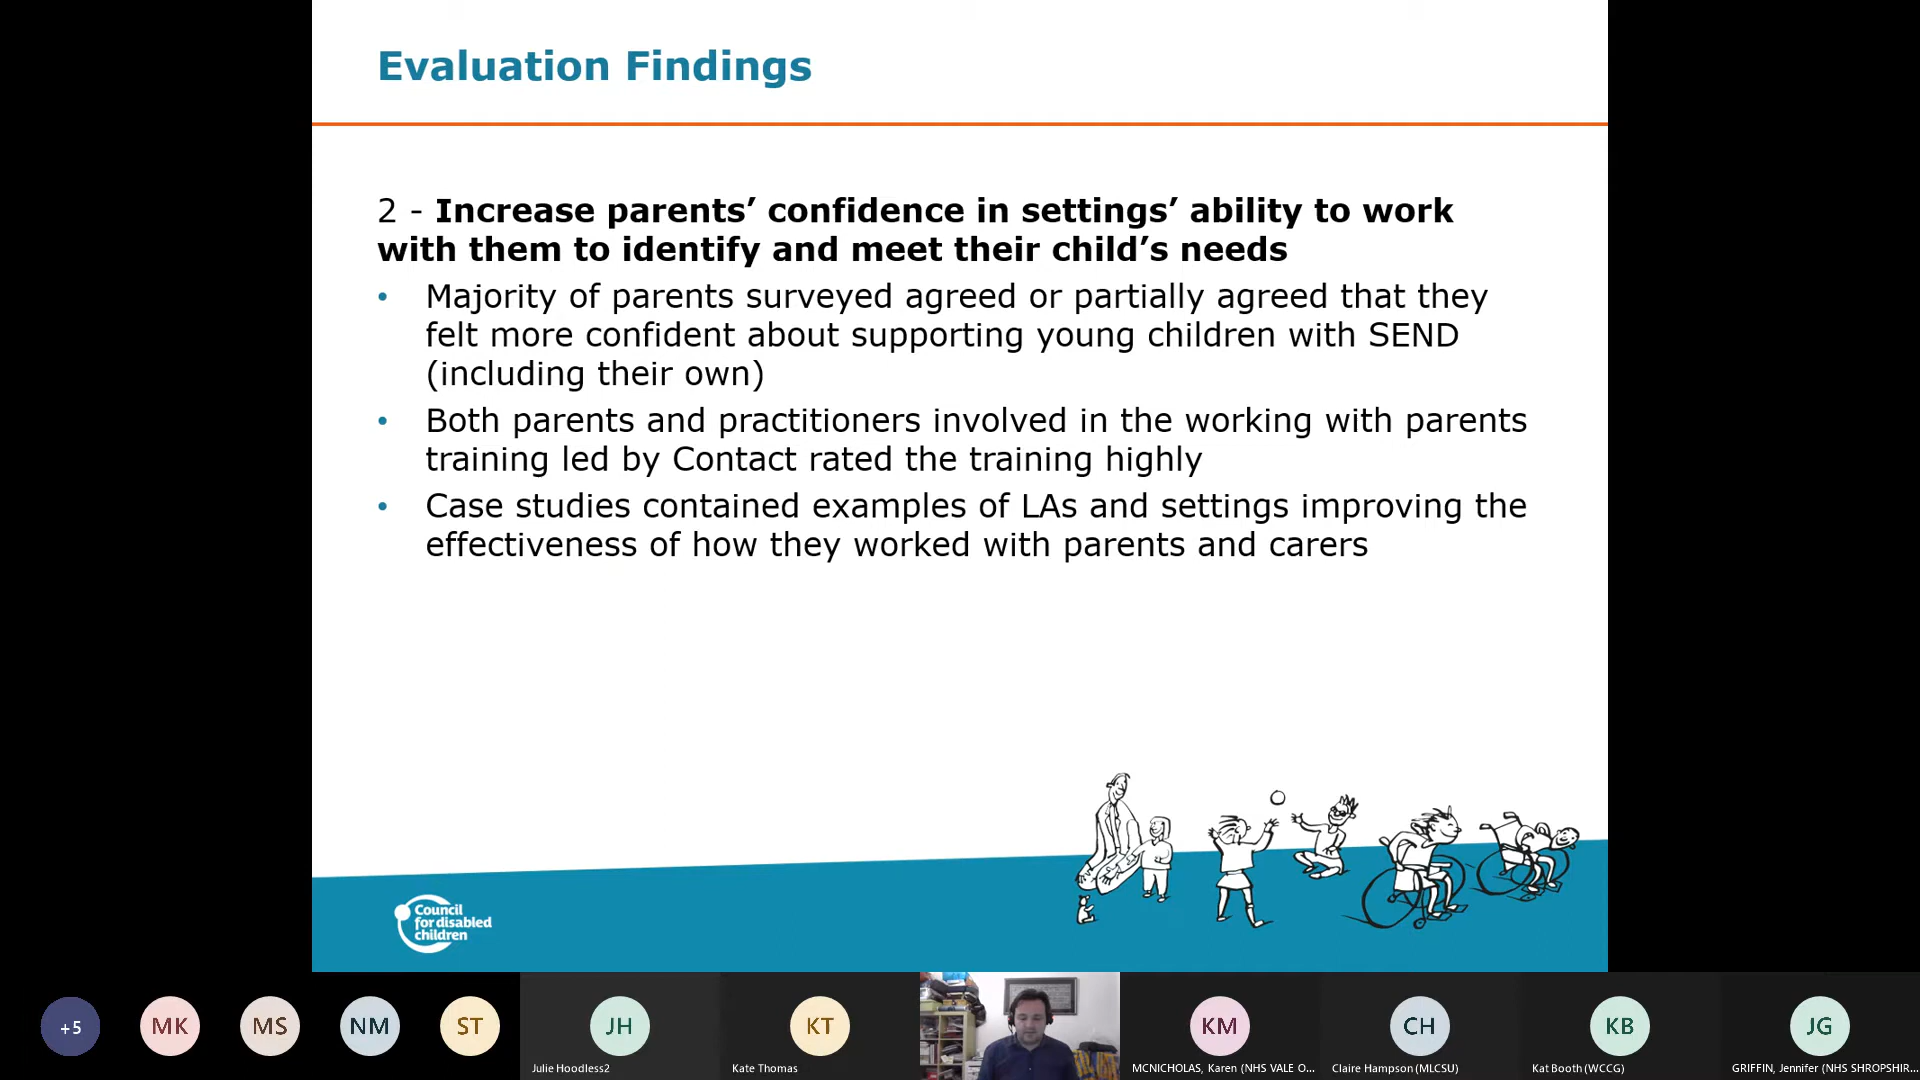 Evaluation Findings
2 - Increase parents’ confidence in settings’ ability to work
with them to identify and meet their child’s needs
• Majority of parents surveyed agreed or partially agreed that they
felt more confident about supporting young children with SEND
(including their own)
• Both parents and practitioners involved in the working with parents
training led by Contact rated the training highly
• Case studies contained examples of LAs and settings improving the
effectiveness of how they worked with parents and carers
Council
for disabled
children
+5 MK MS NM ST JH KT KM CH KB JG
Julie Hoodless2 Kate Thomas MCNICHOLAS, Karen (NHS VALE O... Claire Hampson (MLCSU) Kat Booth (WCCG) GRIFFIN, Jennifer (NHS SHROPSHIR...